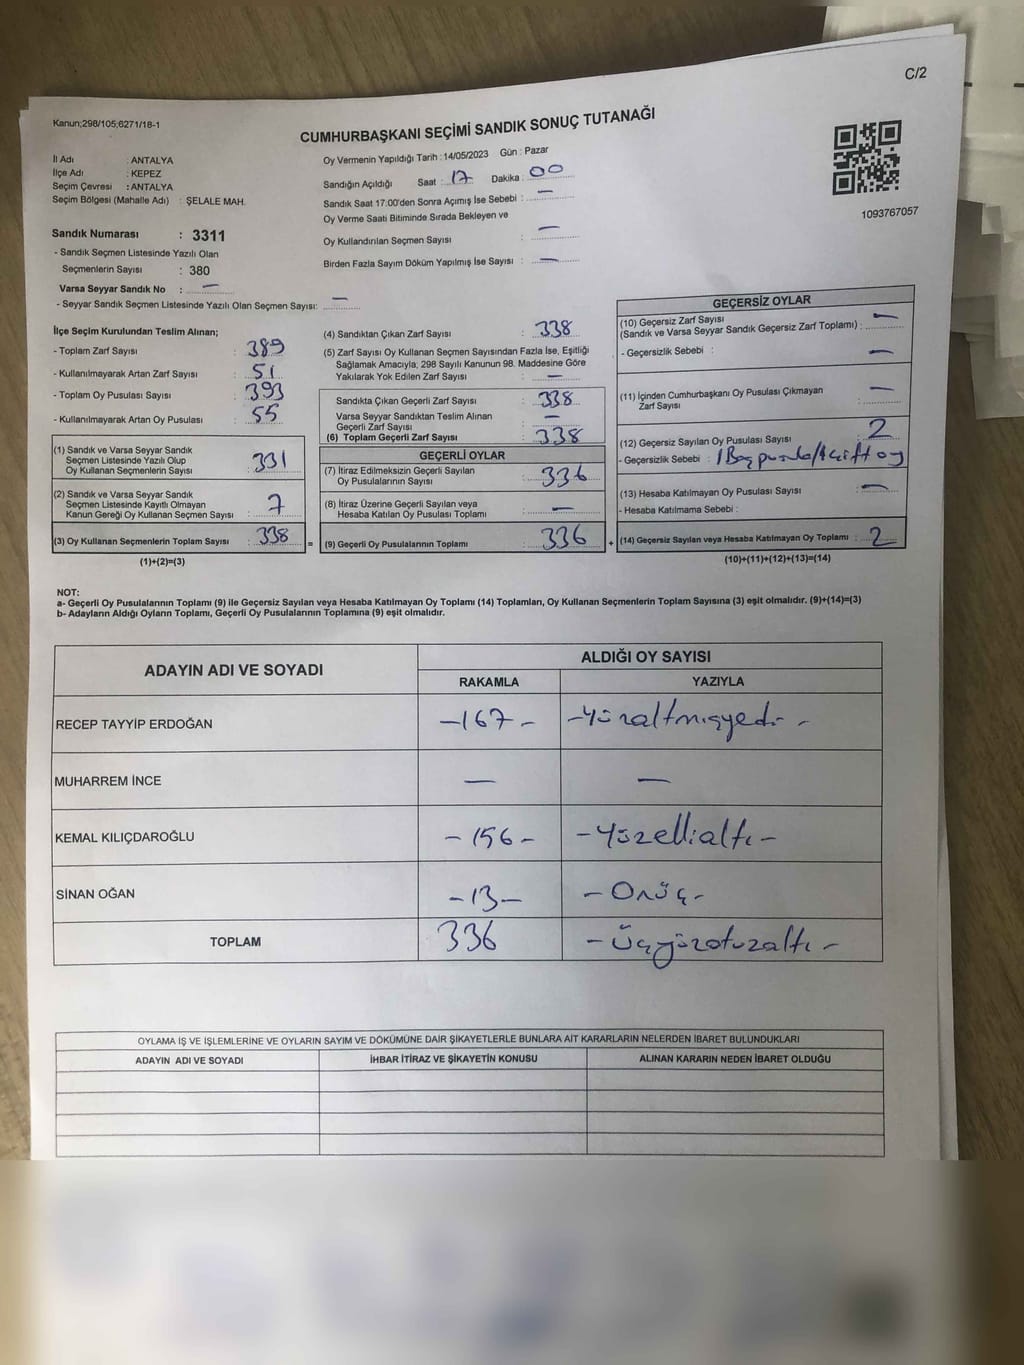 C/2
Kanun;298/105;6271/18-1
CUMHURBAŞKANI SEÇİMİ SANDIK SONUÇ TUTANAĞI
İl Adı : ANTALYA
İlçe Adı : KEPEZ
Seçim Çevresi : ANTALYA
Seçim Bölgesi (Mahalle Adı) : ŞELALE MAH.
Oy Vermenin Yapıldığı Tarih : 14/05/2023 Gün : Pazar
Sandığın Açıldığı Saat : 17 Dakika : 00
Sandık Saat 17:00'den Sonra Açımış İse Sebebi : —
Oy Verme Saati Bitiminde Sırada Bekleyen ve
Oy Kullandırılan Seçmen Sayısı : —
Birden Fazla Sayım Döküm Yapılmış İse Sayısı : —
1093767057
Sandık Numarası : 3311
- Sandık Seçmen Listesinde Yazılı Olan
Seçmenlerin Sayısı : 380
Varsa Seyyar Sandık No : —
- Seyyar Sandık Seçmen Listesinde Yazılı Olan Seçmen Sayısı: —
İlçe Seçim Kurulundan Teslim Alınan;
- Toplam Zarf Sayısı : 389
- Kullanılmayarak Artan Zarf Sayısı : 51
- Toplam Oy Pusulası Sayısı : 393
- Kullanılmayarak Artan Oy Pusulası : 55
(1) Sandık ve Varsa Seyyar Sandık
Seçmen Listesinde Yazılı Olup
Oy Kullanan Seçmenlerin Sayısı : 331
(2) Sandık ve Varsa Seyyar Sandık
Seçmen Listesinde Kayıtlı Olmayan
Kanun Gereği Oy Kullanan Seçmen Sayısı : 7
(3) Oy Kullanan Seçmenlerin Toplam Sayısı : 338 =
(1)+(2)=(3)
(4) Sandıktan Çıkan Zarf Sayısı : 338
(5) Zarf Sayısı Oy Kullanan Seçmen Sayısından Fazla İse, Eşitliği
Sağlamak Amacıyla; 298 Sayılı Kanunun 98. Maddesine Göre
Yakılarak Yok Edilen Zarf Sayısı : —
Sandıkta Çıkan Geçerli Zarf Sayısı : 338
Varsa Seyyar Sandıktan Teslim Alınan
Geçerli Zarf Sayısı : —
(6) Toplam Geçerli Zarf Sayısı : 338
GEÇERLİ OYLAR
(7) İtiraz Edilmeksizin Geçerli Sayılan
Oy Pusulalarının Sayısı : 336
(8) İtiraz Üzerine Geçerli Sayılan veya
Hesaba Katılan Oy Pusulası Toplamı : —
(9) Geçerli Oy Pusulalarının Toplamı : 336 +
GEÇERSİZ OYLAR
(10) Geçersiz Zarf Sayısı
(Sandık ve Varsa Seyyar Sandık Geçersiz Zarf Toplamı) : —
- Geçersizlik Sebebi : —
(11) İçinden Cumhurbaşkanı Oy Pusulası Çıkmayan
Zarf Sayısı : —
(12) Geçersiz Sayılan Oy Pusulası Sayısı : 2
- Geçersizlik Sebebi : 1 Boş pusula/1 çift oy
(13) Hesaba Katılmayan Oy Pusulası Sayısı : —
- Hesaba Katılmama Sebebi :
(14) Geçersiz Sayılan veya Hesaba Katılmayan Oy Toplamı : 2
(10)+(11)+(12)+(13)=(14)
NOT:
a- Geçerli Oy Pusulalarının Toplamı (9) ile Geçersiz Sayılan veya Hesaba Katılmayan Oy Toplamı (14) Toplamları, Oy Kullanan Seçmenlerin Toplam Sayısına (3) eşit olmalıdır. (9)+(14)=(3)
b- Adayların Aldığı Oyların Toplamı, Geçerli Oy Pusulalarının Toplamına (9) eşit olmalıdır.
ADAYIN ADI VE SOYADI ALDIĞI OY SAYISI
RAKAMLA YAZIYLA
RECEP TAYYİP ERDOĞAN -167- -Yüzaltmışyedi-
MUHARREM İNCE — —
KEMAL KILIÇDAROĞLU -156- -Yüzellialtı-
SİNAN OĞAN -13- -Onüç-
TOPLAM 336 -Üçyüzotuzaltı-
OYLAMA İŞ VE İŞLEMLERİNE VE OYLARIN SAYIM VE DÖKÜMÜNE DAİR ŞİKAYETLERLE BUNLARA AİT KARARLARIN NELERDEN İBARET BULUNDUKLARI
ADAYIN ADI VE SOYADI İHBAR İTİRAZ VE ŞİKAYETİN KONUSU ALINAN KARARIN NEDEN İBARET OLDUĞU